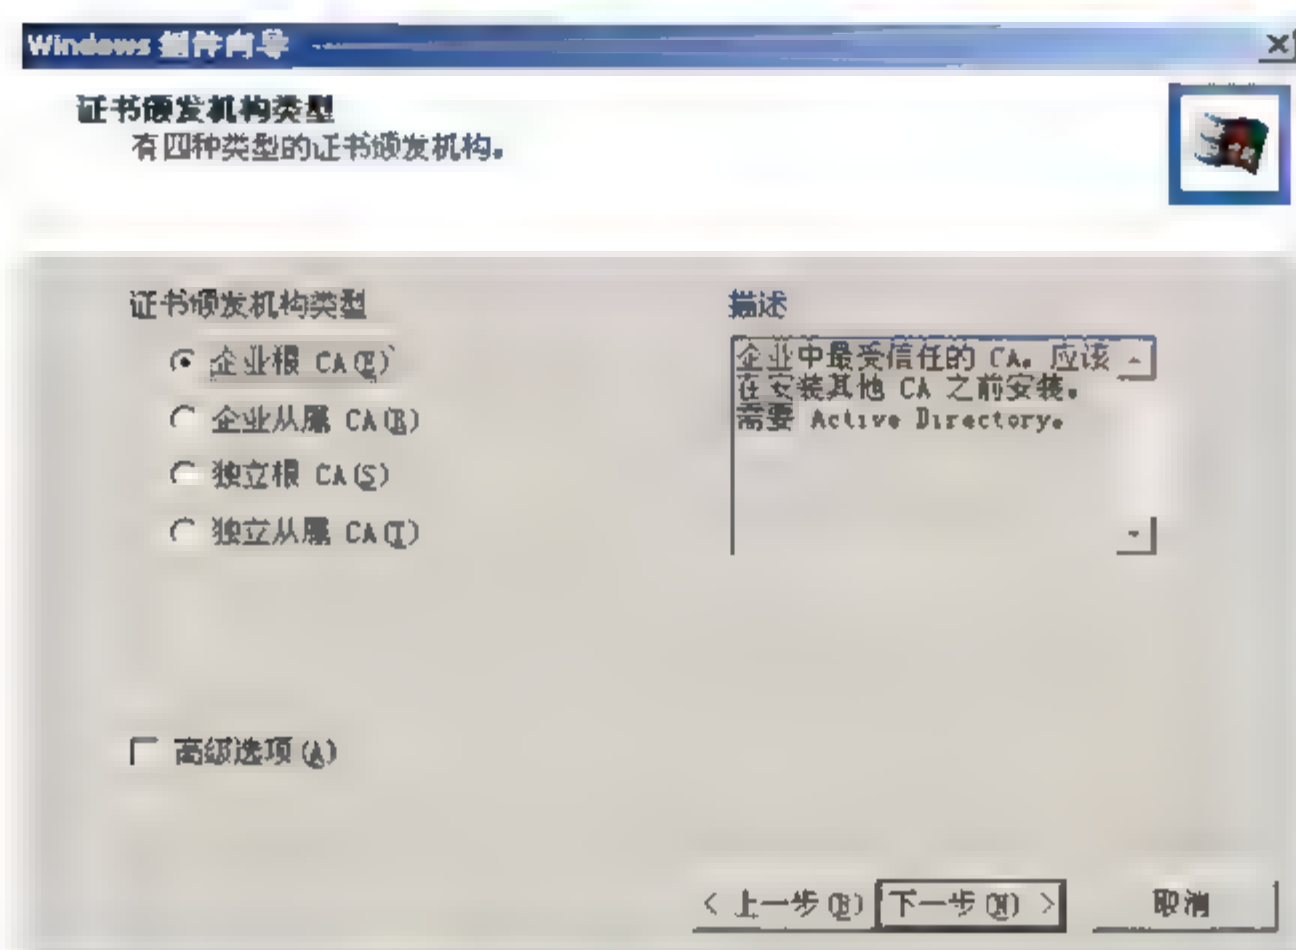 Windows 组件向导
证书颁发机构类型
有四种类型的证书颁发机构。
证书颁发机构类型
企业根 CA(E)
企业从属 CA(B)
独立根 CA(S)
独立从属 CA(T)
描述
企业中最受信任的 CA。应该
在安装其他 CA 之前安装。
需要 Active Directory。
高级选项(A)
< 上一步(B) 下一步(N) > 取消